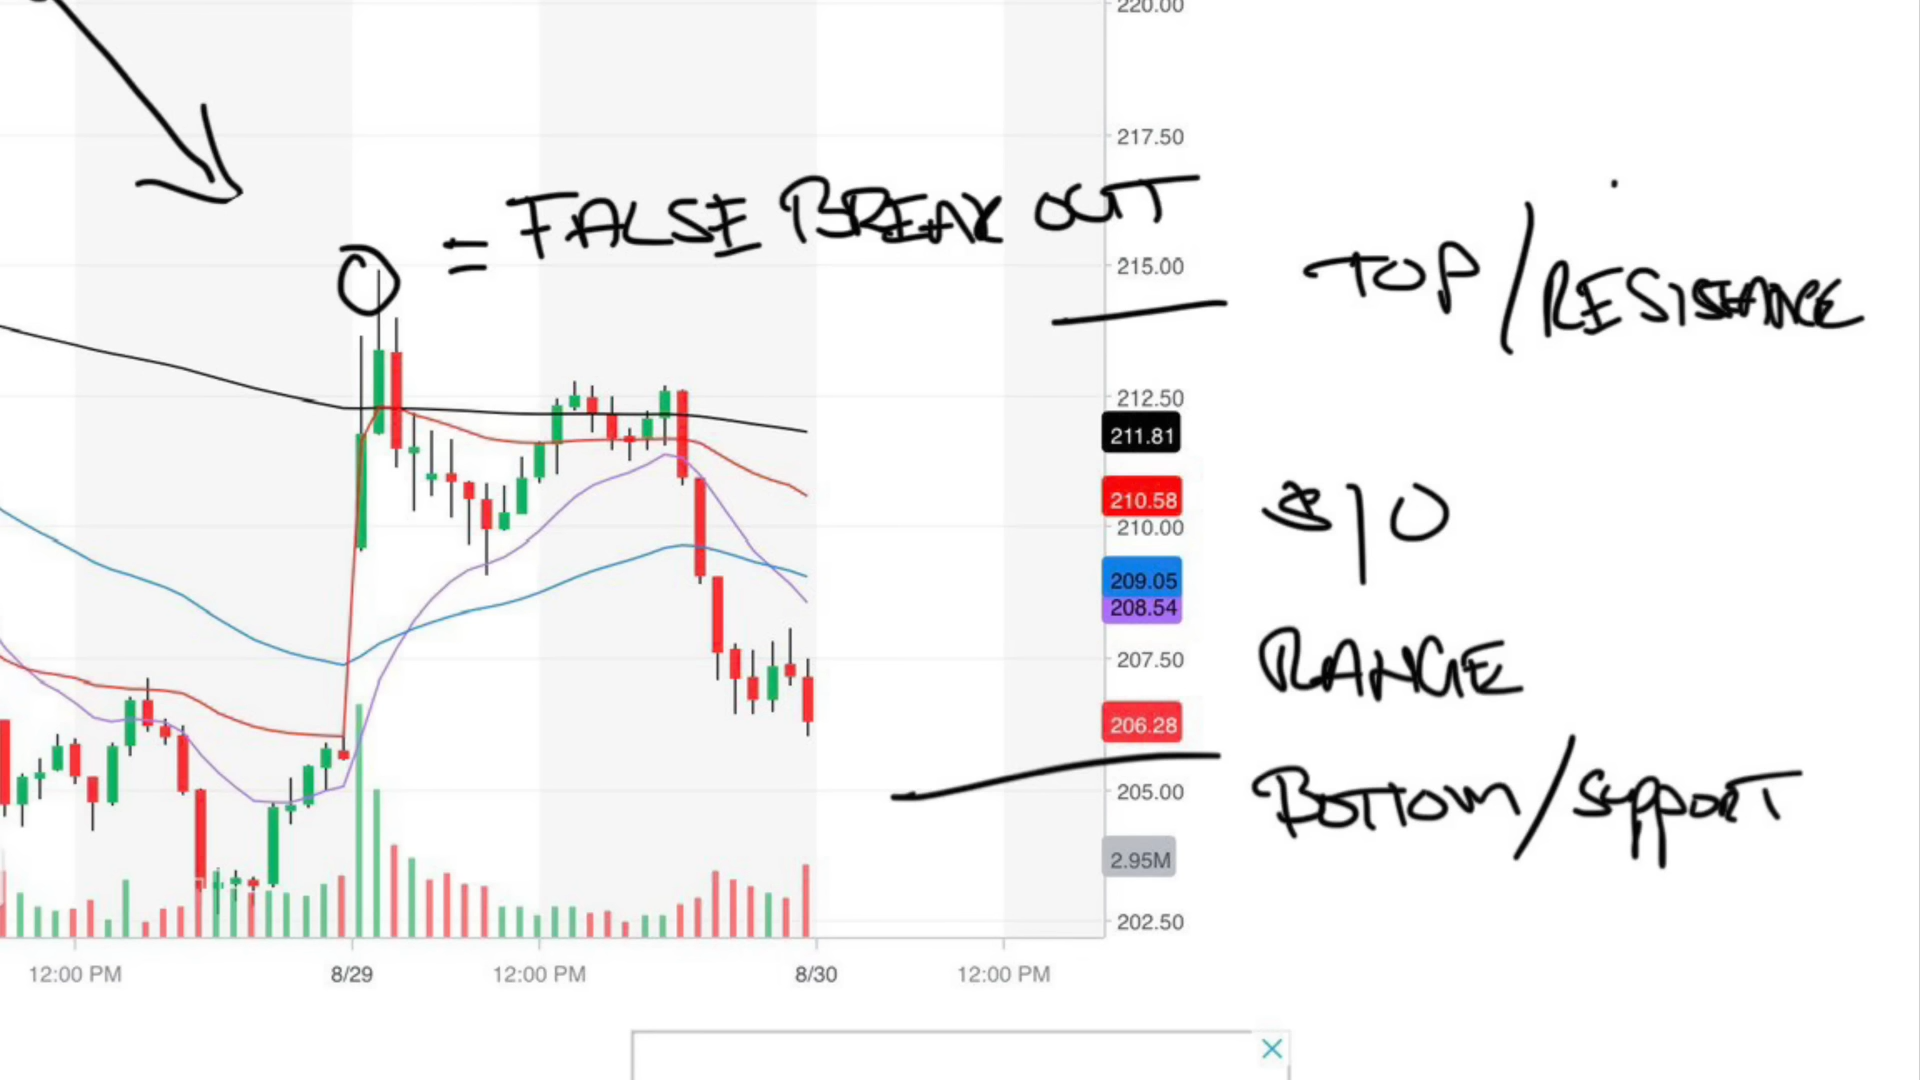 220.00
217.50
= FALSE BREAK OUT
215.00
TOP/RESISTANCE
212.50
211.81
210.58
210.00
$10
209.05
208.54
207.50
RANGE
206.28
205.00
BOTTOM/SUPPORT
2.95M
202.50
12:00 PM 8/29 12:00 PM 8/30 12:00 PM